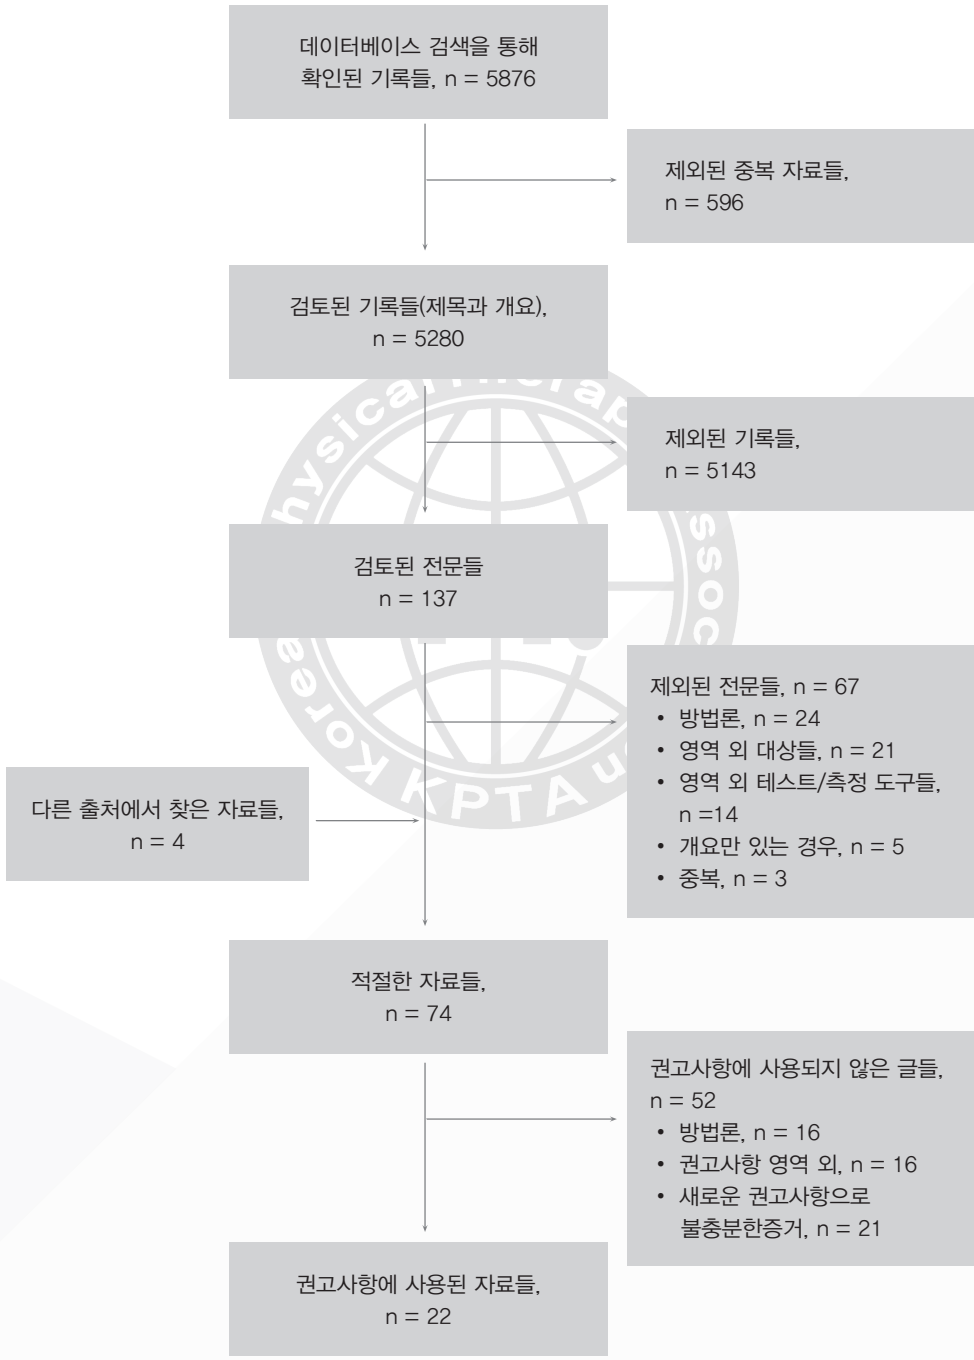 데이터베이스 검색을 통해
확인된 기록들, n = 5876
제외된 중복 자료들,
n = 596
검토된 기록들(제목과 개요),
n = 5280
제외된 기록들,
n = 5143
검토된 전문들
n = 137
제외된 전문들, n = 67
• 방법론, n = 24
• 영역 외 대상들, n = 21
• 영역 외 테스트/측정 도구들,
n =14
• 개요만 있는 경우, n = 5
• 중복, n = 3
다른 출처에서 찾은 자료들,
n = 4
적절한 자료들,
n = 74
권고사항에 사용되지 않은 글들,
n = 52
• 방법론, n = 16
• 권고사항 영역 외, n = 16
• 새로운 권고사항으로
불충분한증거, n = 21
권고사항에 사용된 자료들,
n = 22
KPTA